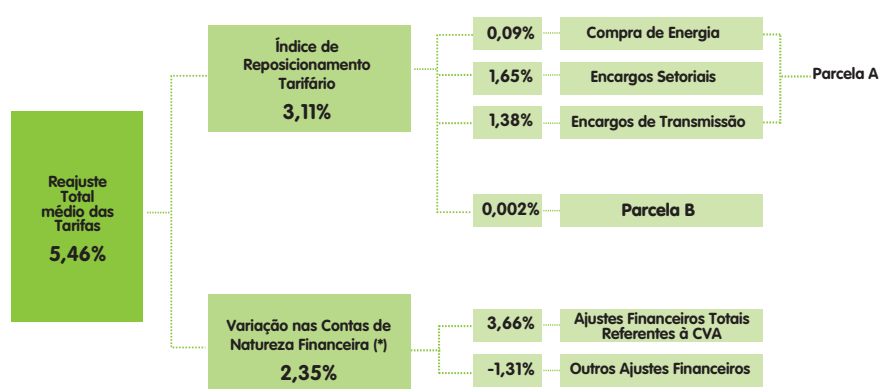 Reajuste
Total
médio das
Tarifas
5,46%
Índice de
Reposicionamento
Tarifário
3,11%
0,09%
Compra de Energia
1,65%
Encargos Setoriais
1,38%
Encargos de Transmissão
Parcela A
0,002%
Parcela B
Variação nas Contas de
Natureza Financeira (*)
2,35%
3,66%
Ajustes Financeiros Totais
Referentes à CVA
-1,31%
Outros Ajustes Financeiros